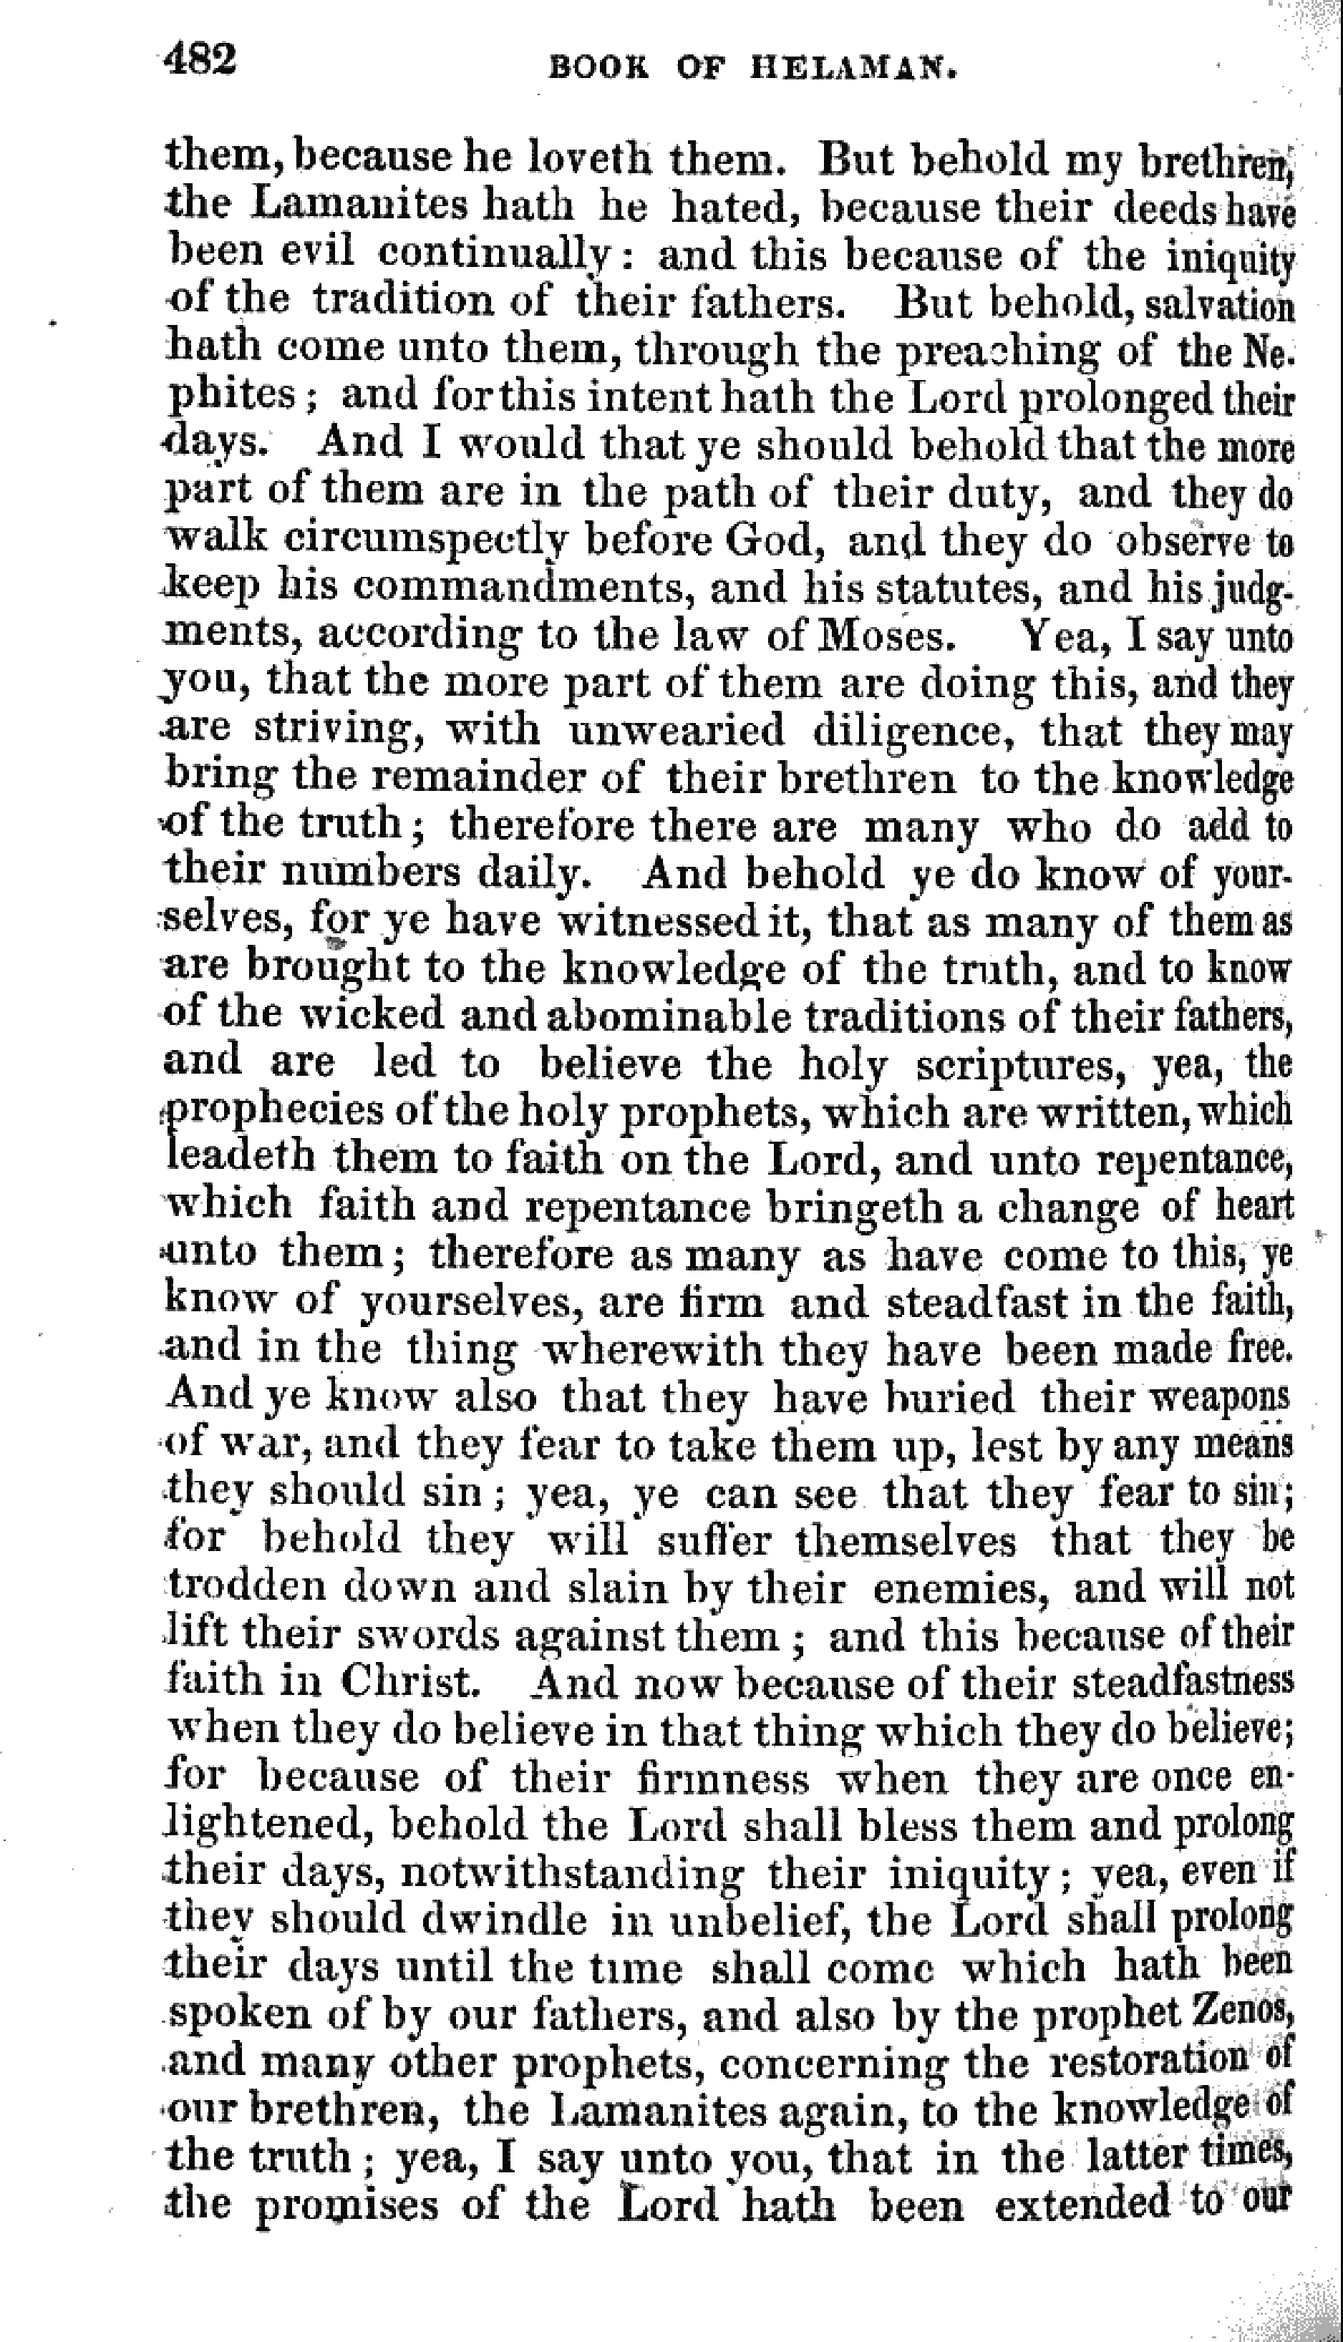 482 BOOK OF HELAMAN.
them, because he loveth them. But behold my brethren,
the Lamanites hath he hated, because their deeds have
been evil continually: and this because of the iniquity
of the tradition of their fathers. But behold, salvation
hath come unto them, through the preaching of the Ne-
phites; and for this intent hath the Lord prolonged their
days. And I would that ye should behold that the more
part of them are in the path of their duty, and they do
walk circumspectly before God, and they do observe to
keep his commandments, and his statutes, and his judg-
ments, according to the law of Moses. Yea, I say unto
you, that the more part of them are doing this, and they
are striving, with unwearied diligence, that they may
bring the remainder of their brethren to the knowledge
of the truth; therefore there are many who do add to
their numbers daily. And behold ye do know of your-
selves, for ye have witnessed it, that as many of them as
are brought to the knowledge of the truth, and to know
of the wicked and abominable traditions of their fathers,
and are led to believe the holy scriptures, yea, the
prophecies of the holy prophets, which are written, which
leadeth them to faith on the Lord, and unto repentance,
which faith and repentance bringeth a change of heart
unto them; therefore as many as have come to this, ye
know of yourselves, are firm and steadfast in the faith,
and in the thing wherewith they have been made free.
And ye know also that they have buried their weapons
of war, and they fear to take them up, lest by any means
they should sin; yea, ye can see that they fear to sin;
for behold they will suffer themselves that they be
trodden down and slain by their enemies, and will not
lift their swords against them; and this because of their
faith in Christ. And now because of their steadfastness
when they do believe in that thing which they do believe;
for because of their firmness when they are once en-
lightened, behold the Lord shall bless them and prolong
their days, notwithstanding their iniquity; yea, even if
they should dwindle in unbelief, the Lord shall prolong
their days until the time shall come which hath been
spoken of by our fathers, and also by the prophet Zenos,
and many other prophets, concerning the restoration of
our brethren, the Lamanites again, to the knowledge of
the truth; yea, I say unto you, that in the latter times,
the promises of the Lord hath been extended to our